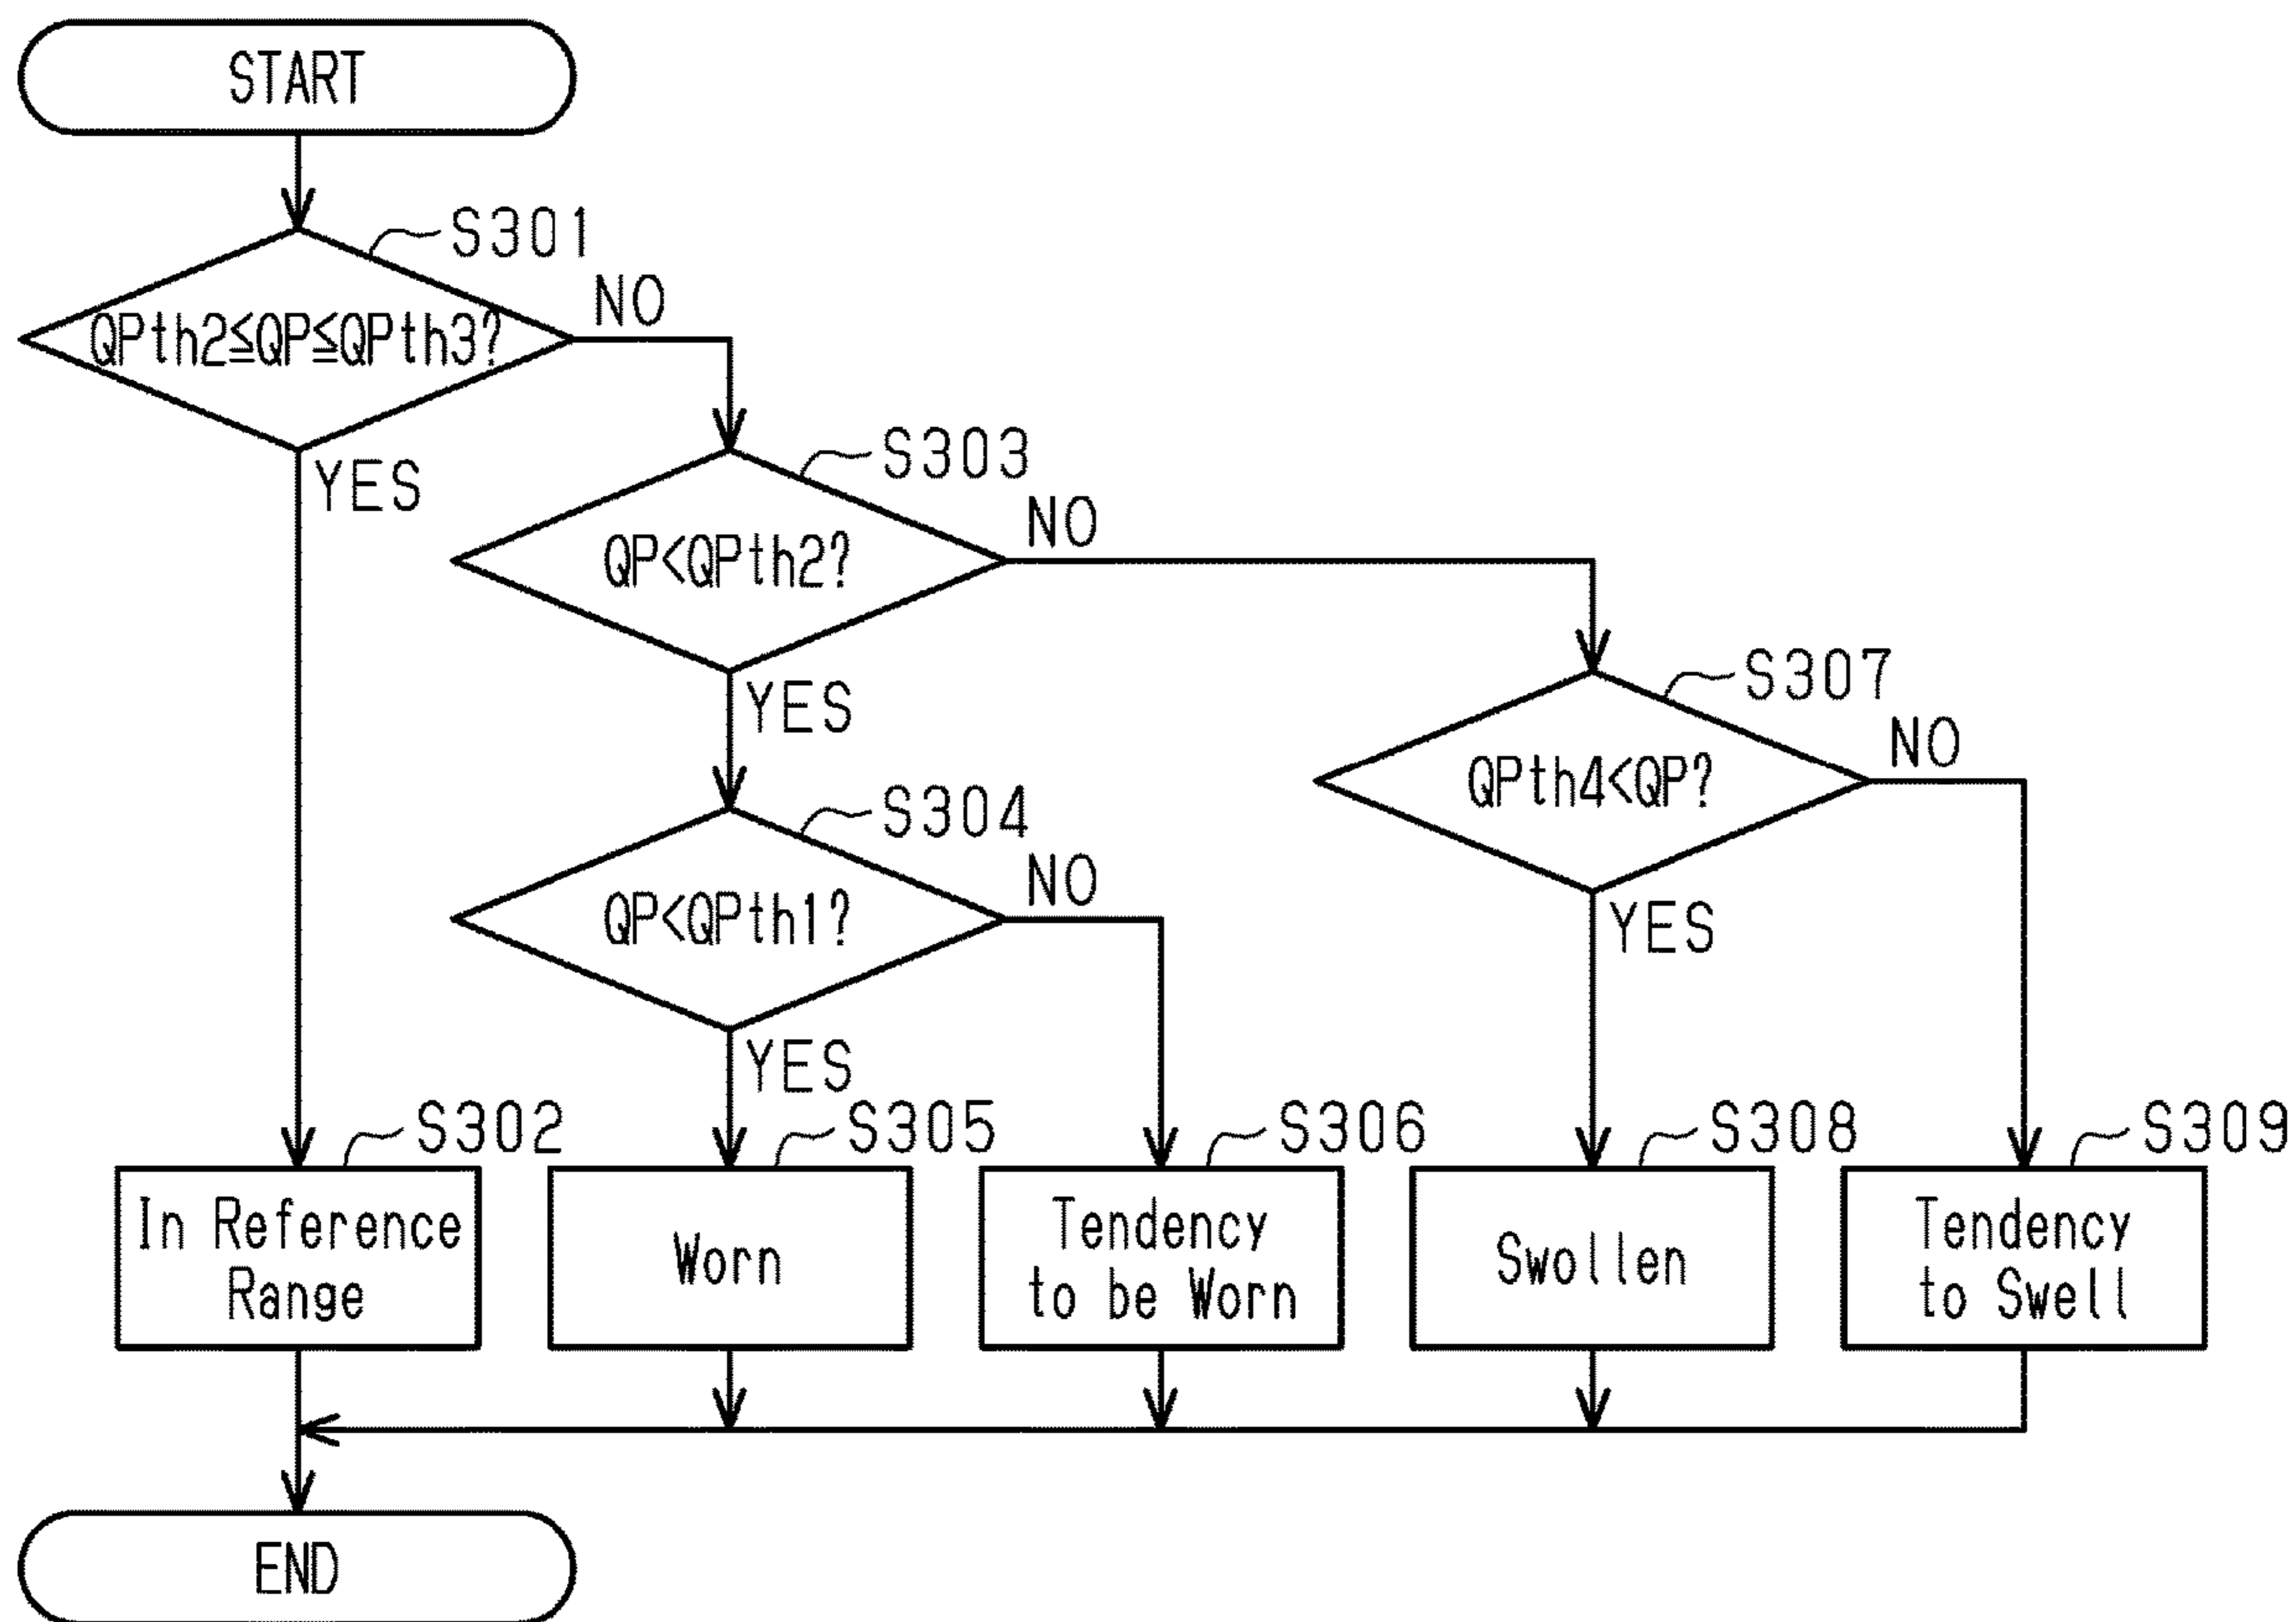 START
S301
QPth2≦QP≦QPth3?
NO
YES
S303
QP<QPth2?
NO
YES
S304
QP<QPth1?
NO
YES
S307
QPth4<QP?
NO
YES
S302
In Reference
Range
S305
Worn
S306
Tendency
to be Worn
S308
Swollen
S309
Tendency
to Swell
END